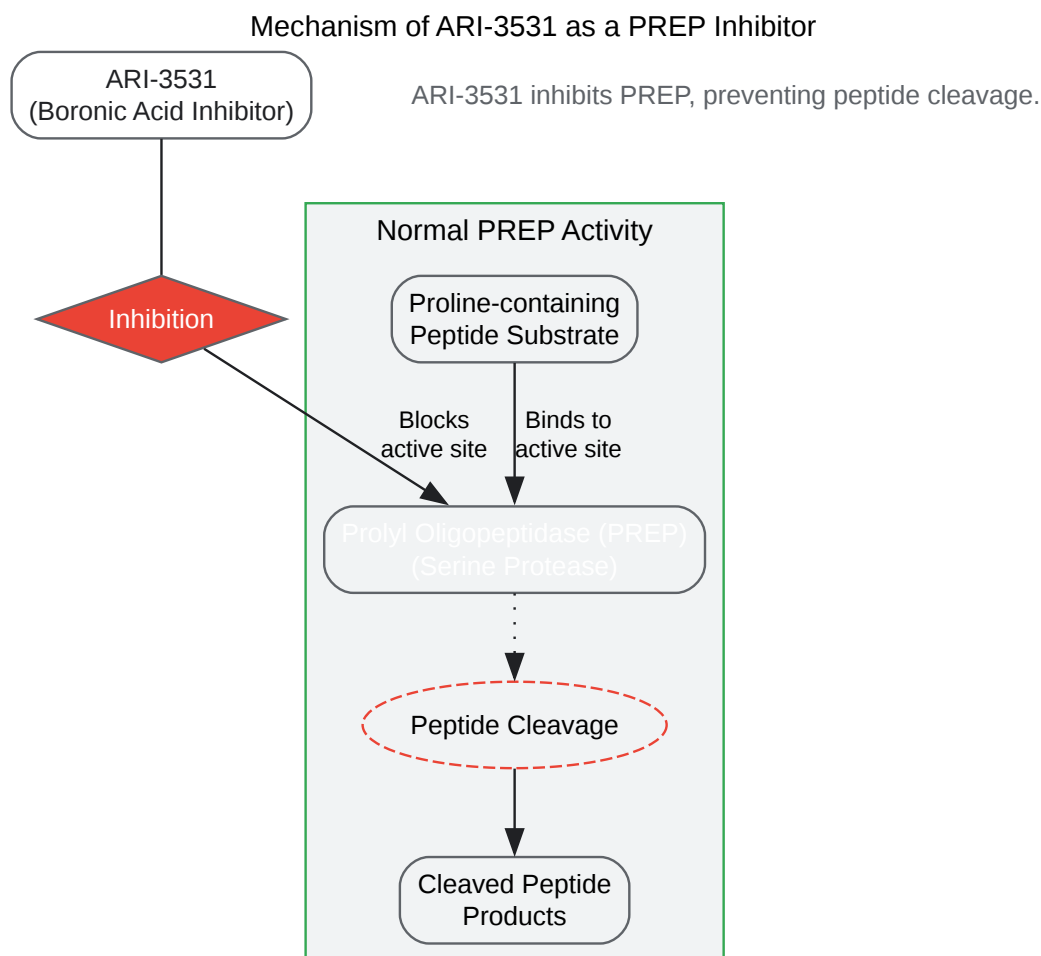 Mechanism of ARI-3531 as a PREP Inhibitor
ARI-3531
(Boronic Acid Inhibitor)
ARI-3531 inhibits PREP, preventing peptide cleavage.
Normal PREP Activity
Inhibition
Proline-containing
Peptide Substrate
Blocks
active site
Binds to
active site
Prolyl Oligopeptidase (PREP)
(Serine Protease)
Peptide Cleavage
Cleaved Peptide
Products